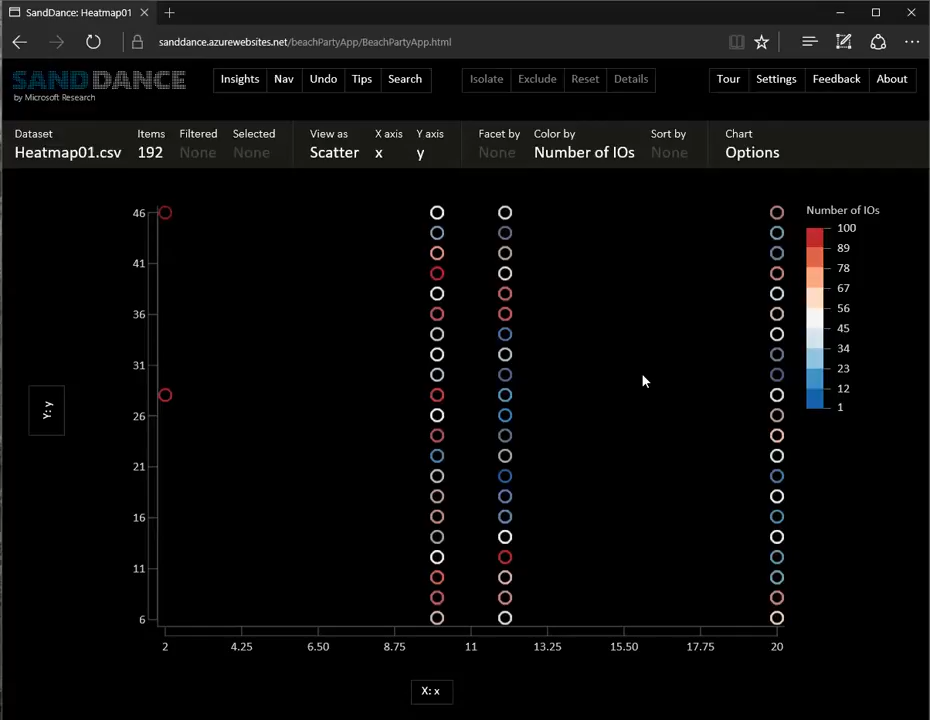 SandDance: Heatmap01
sanddance.azurewebsites.net/beachPartyApp/BeachPartyApp.html
SANDDANCE
by Microsoft Research
Insights Nav Undo Tips Search
Isolate Exclude Reset Details
Tour Settings Feedback About
Dataset Items Filtered Selected View as X axis Y axis Facet by Color by Sort by Chart
Heatmap01.csv 192 None None Scatter x y None Number of IOs None Options
Number of IOs
100
89
78
67
56
45
34
23
12
1
46
41
36
31
26
21
16
11
6
Y: y
2 4.25 6.50 8.75 11 13.25 15.50 17.75 20
X: x